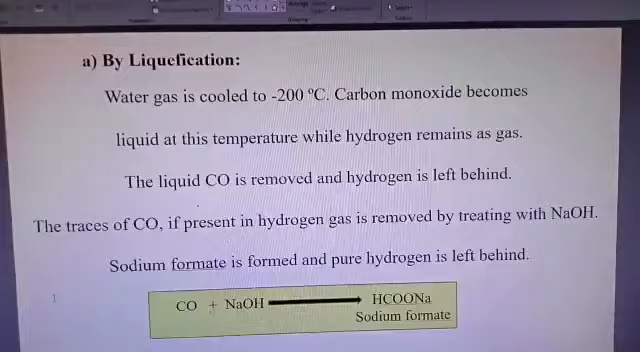 a) By Liquefication:
Water gas is cooled to -200 °C. Carbon monoxide becomes
liquid at this temperature while hydrogen remains as gas.
The liquid CO is removed and hydrogen is left behind.
The traces of CO, if present in hydrogen gas is removed by treating with NaOH.
Sodium formate is formed and pure hydrogen is left behind.
CO + NaOH HCOONa
Sodium formate